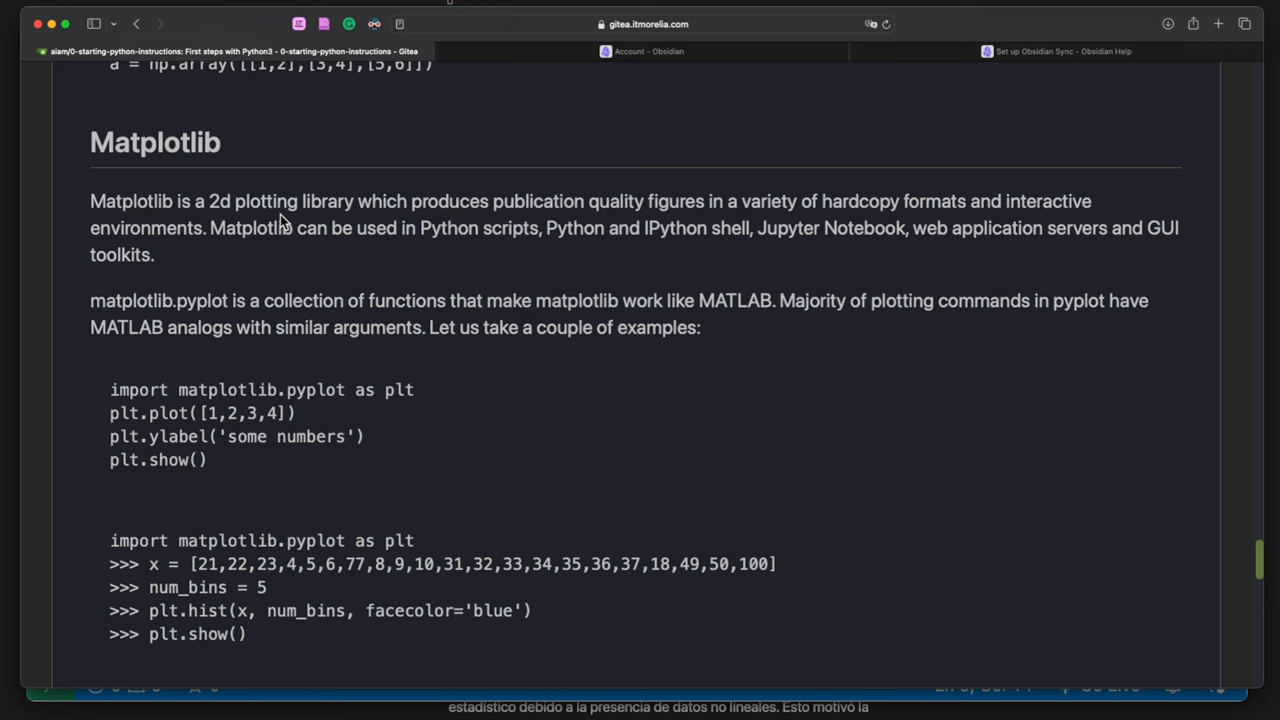 gitea.itmorelia.com
aiam/0-starting-python-instructions: First steps with Python3 - 0-starting-python-instructions - Gitea
Account - Obsidian
Set up Obsidian Sync - Obsidian Help
a = np.array([[1,2],[3,4],[5,6]])
Matplotlib
Matplotlib is a 2d plotting library which produces publication quality figures in a variety of hardcopy formats and interactive
environments. Matplotlib can be used in Python scripts, Python and IPython shell, Jupyter Notebook, web application servers and GUI
toolkits.
matplotlib.pyplot is a collection of functions that make matplotlib work like MATLAB. Majority of plotting commands in pyplot have
MATLAB analogs with similar arguments. Let us take a couple of examples:
import matplotlib.pyplot as plt
plt.plot([1,2,3,4])
plt.ylabel('some numbers')
plt.show()
import matplotlib.pyplot as plt
>>> x = [21,22,23,4,5,6,77,8,9,10,31,32,33,34,35,36,37,18,49,50,100]
>>> num_bins = 5
>>> plt.hist(x, num_bins, facecolor='blue')
>>> plt.show()
estadístico debido a la presencia de datos no lineales. Esto motivó la